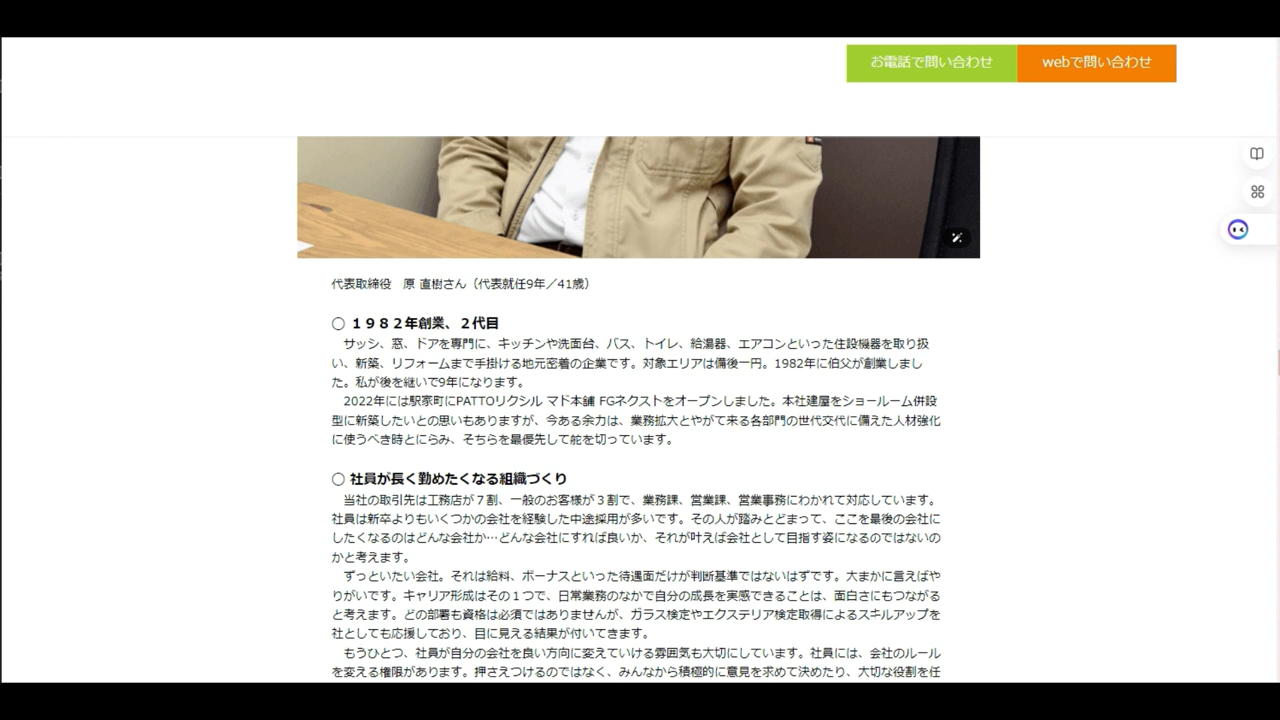 お電話で問い合わせ
webで問い合わせ
代表取締役　原 直樹さん（代表就任9年／41歳）
○ １９８２年創業、２代目
　サッシ、窓、ドアを専門に、キッチンや洗面台、バス、トイレ、給湯器、エアコンといった住設機器を取り扱
い、新築、リフォームまで手掛ける地元密着の企業です。対象エリアは備後一円。1982年に伯父が創業しまし
た。私が後を継いで9年になります。
　2022年には駅家町にPATTOリクシル マド本舗 FGネクストをオープンしました。本社建屋をショールーム併設
型に新築したいとの思いもありますが、今ある余力は、業務拡大とやがて来る各部門の世代交代に備えた人材強化
に使うべき時とにらみ、そちらを最優先して舵を切っています。
○ 社員が長く勤めたくなる組織づくり
　当社の取引先は工務店が７割、一般のお客様が３割で、業務課、営業課、営業事務にわかれて対応しています。
社員は新卒よりもいくつかの会社を経験した中途採用が多いです。その人が踏みとどまって、ここを最後の会社に
したくなるのはどんな会社か…どんな会社にすれば良いか、それが叶えば会社として目指す姿になるのではないの
かと考えます。
　ずっといたい会社。それは給料、ボーナスといった待遇面だけが判断基準ではないはずです。大まかに言えばや
りがいです。キャリア形成はその１つで、日常業務のなかで自分の成長を実感できることは、面白さにもつながる
と考えます。どの部署も資格は必須ではありませんが、ガラス検定やエクステリア検定取得によるスキルアップを
社としても応援しており、目に見える結果が付いてきます。
　もうひとつ、社員が自分の会社を良い方向に変えていける雰囲気も大切にしています。社員には、会社のルール
を変える権限があります。押さえつけるのではなく、みんなから積極的に意見を求めて決めたり、大切な役割を任